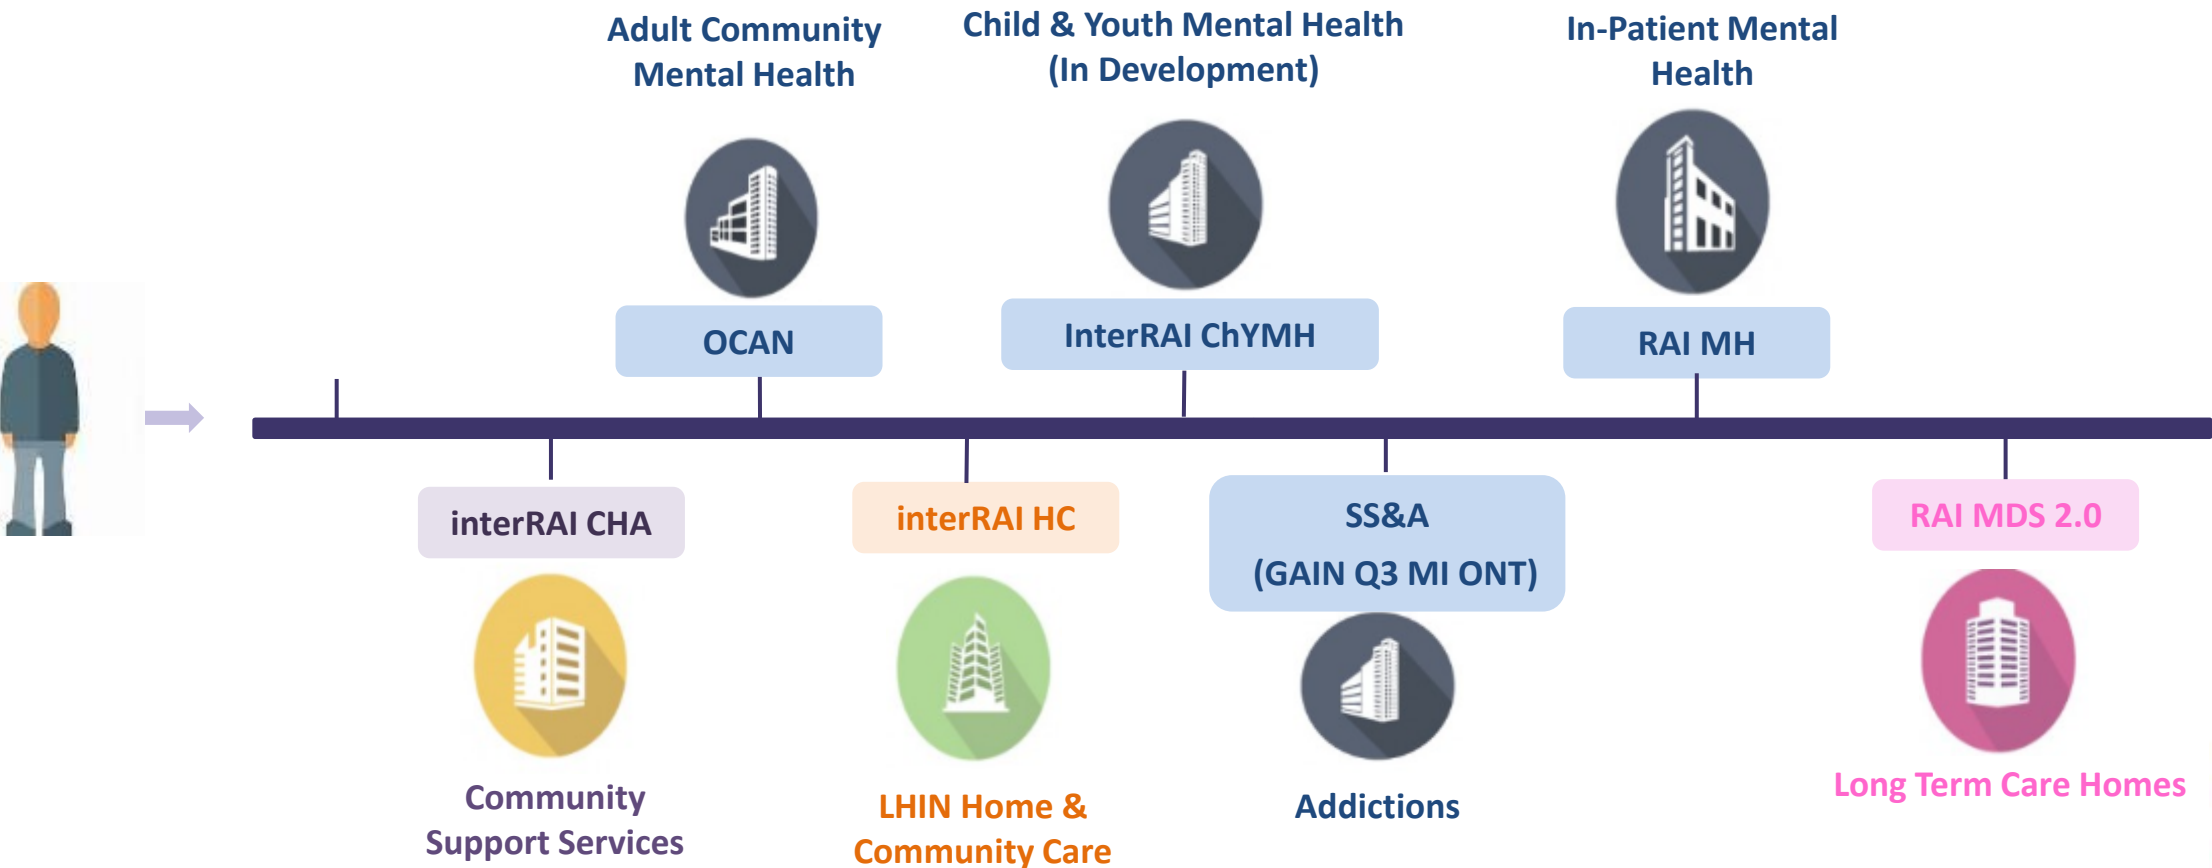 Adult Community
Mental Health
Child & Youth Mental Health
(In Development)
In-Patient Mental
Health
OCAN
InterRAI ChYMH
RAI MH
interRAI CHA
interRAI HC
SS&A
(GAIN Q3 MI ONT)
RAI MDS 2.0
Community
Support Services
LHIN Home &
Community Care
Addictions
Long Term Care Homes